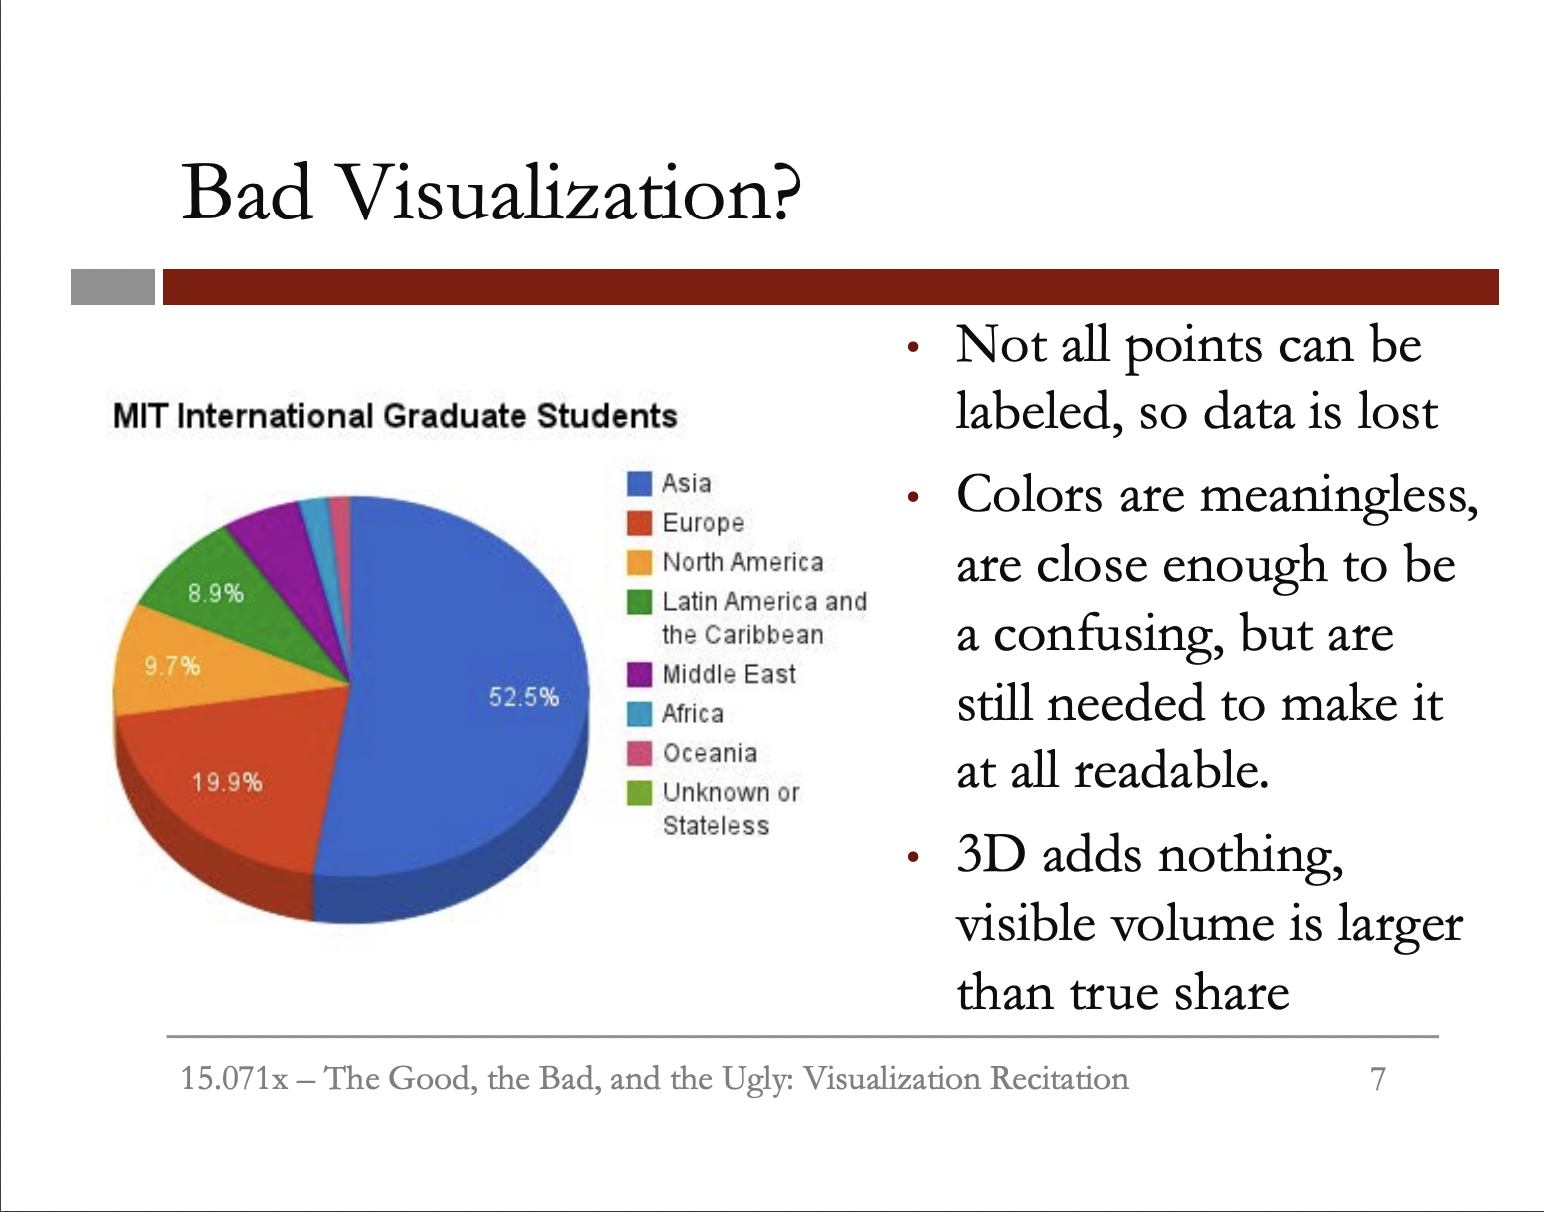 Bad Visualization?
MIT International Graduate Students
8.9%
9.7%
52.5%
19.9%
Asia
Europe
North America
Latin America and
the Caribbean
Middle East
Africa
Oceania
Unknown or
Stateless
• Not all points can be
labeled, so data is lost
• Colors are meaningless,
are close enough to be
a confusing, but are
still needed to make it
at all readable.
• 3D adds nothing,
visible volume is larger
than true share
15.071x – The Good, the Bad, and the Ugly: Visualization Recitation 7